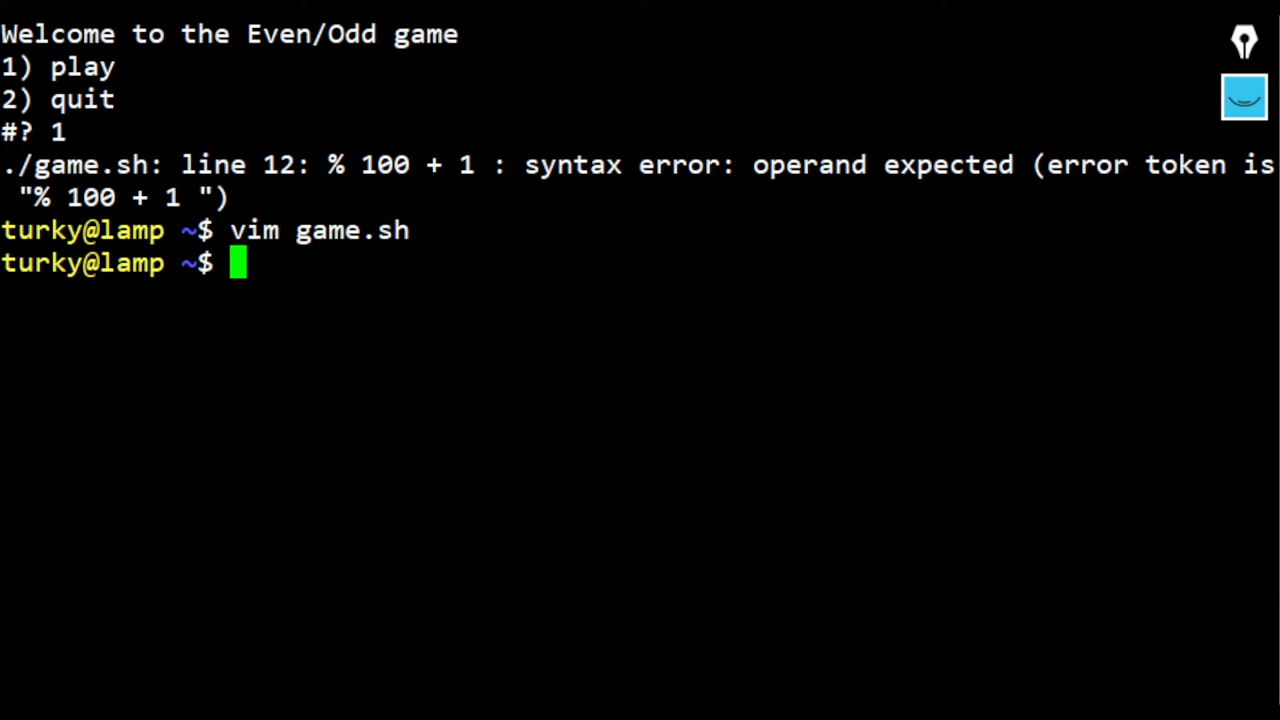 Welcome to the Even/Odd game
1) play
2) quit
#? 1
./game.sh: line 12: % 100 + 1 : syntax error: operand expected (error token is
"% 100 + 1 ")
turky@lamp ~$ vim game.sh
turky@lamp ~$